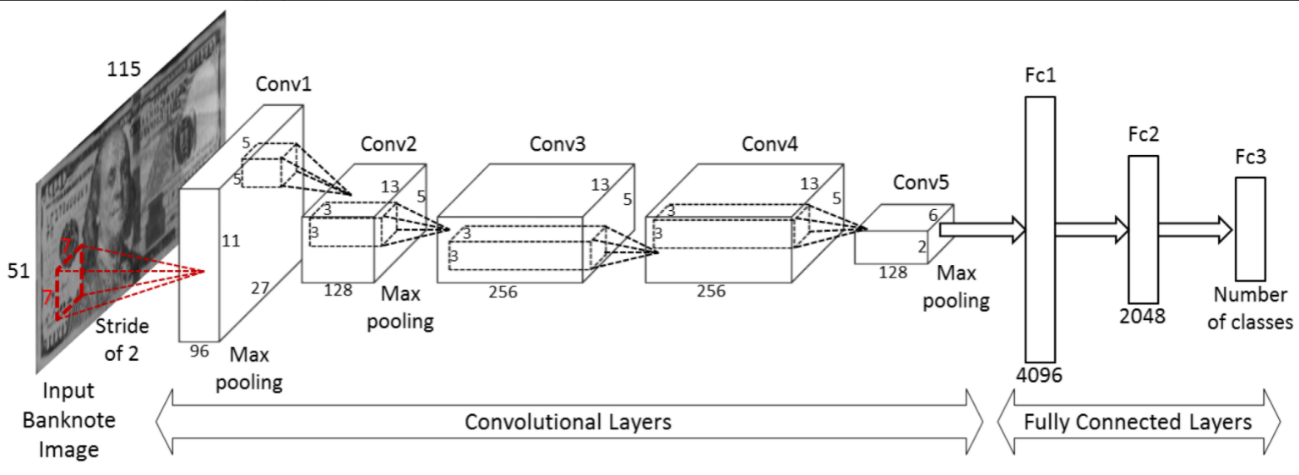 115
51
7
7
Stride
of 2
Input
Banknote
Image
Conv1
5
5
11
27
96
Max
pooling
Conv2
13
5
3
3
128
Max
pooling
Conv3
13
5
3
3
256
Conv4
13
5
3
3
256
Conv5
6
2
128
Max
pooling
Convolutional Layers
Fc1
4096
Fc2
2048
Fc3
Number
of classes
Fully Connected Layers